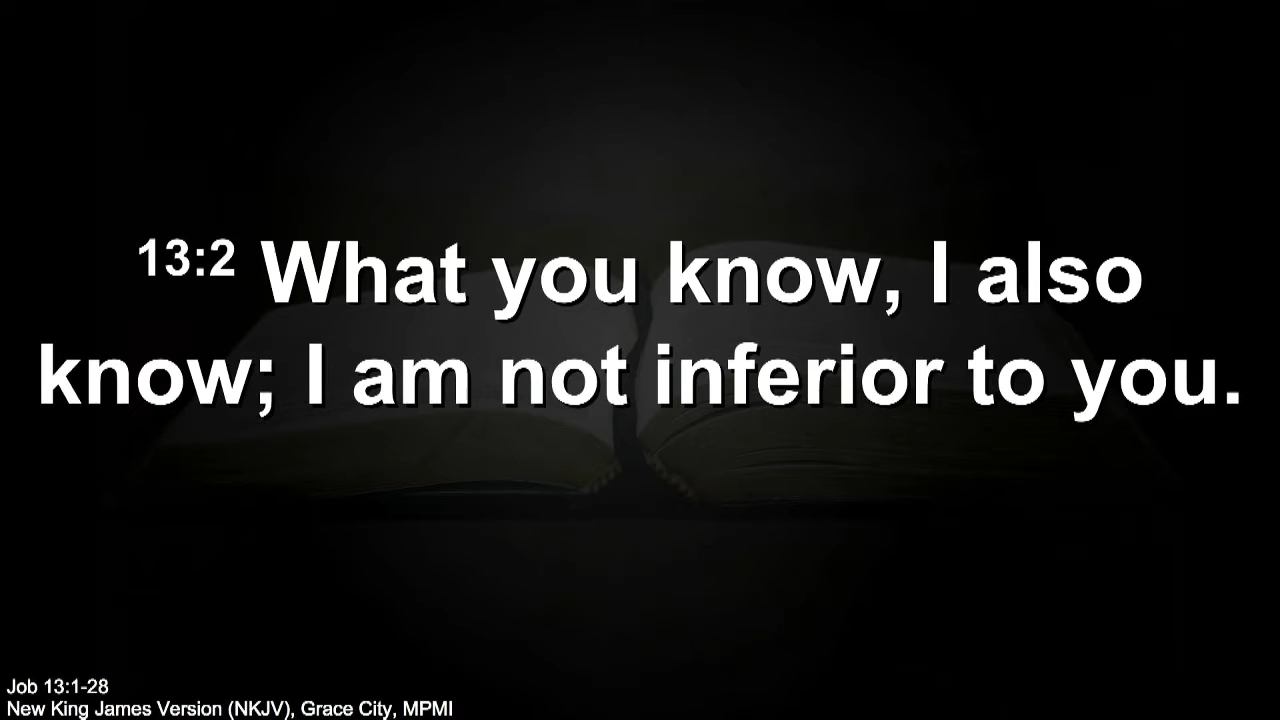 13:2 What you know, I also
know; I am not inferior to you.
Job 13:1-28
New King James Version (NKJV), Grace City, MPMI